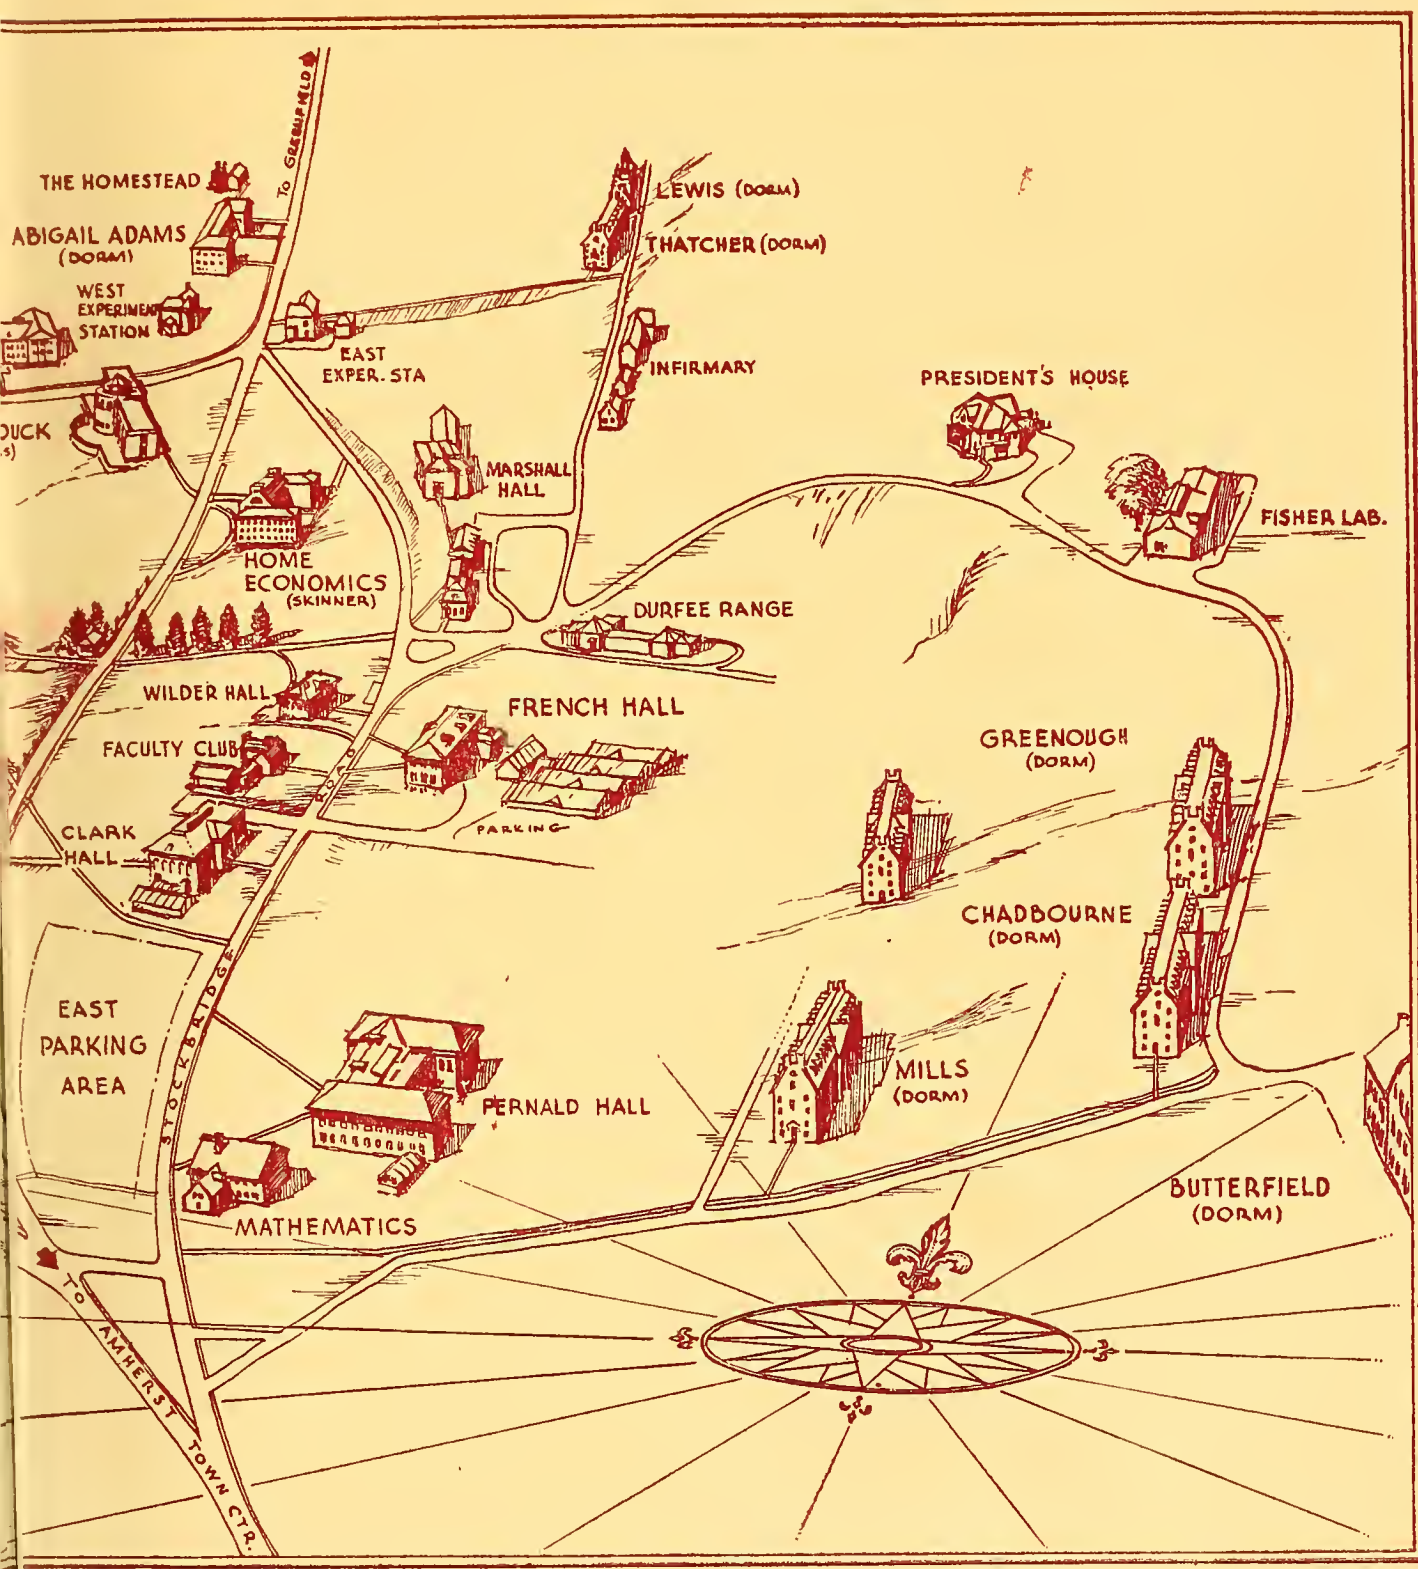 TO GREENFIELD
THE HOMESTEAD
ABIGAIL ADAMS
(DORM)
WEST
EXPERIMEN
STATION
LEWIS (DORM)
THATCHER (DORM)
EAST
EXPER. STA
INFIRMARY
PRESIDENT'S HOUSE
DUCK
S)
MARSHALL
HALL
FISHER LAB.
HOME
ECONOMICS
(SKINNER)
DURFEE RANGE
WILDER HALL
FRENCH HALL
FACULTY CLUB
GREENOUGH
(DORM)
PARKING
CLARK
HALL
CHADBOURNE
(DORM)
STOCKBRIDGE ROAD
EAST
PARKING
AREA
MILLS
(DORM)
FERNALD HALL
MATHEMATICS
BUTTERFIELD
(DORM)
TO AMHERST TOWN CTR.